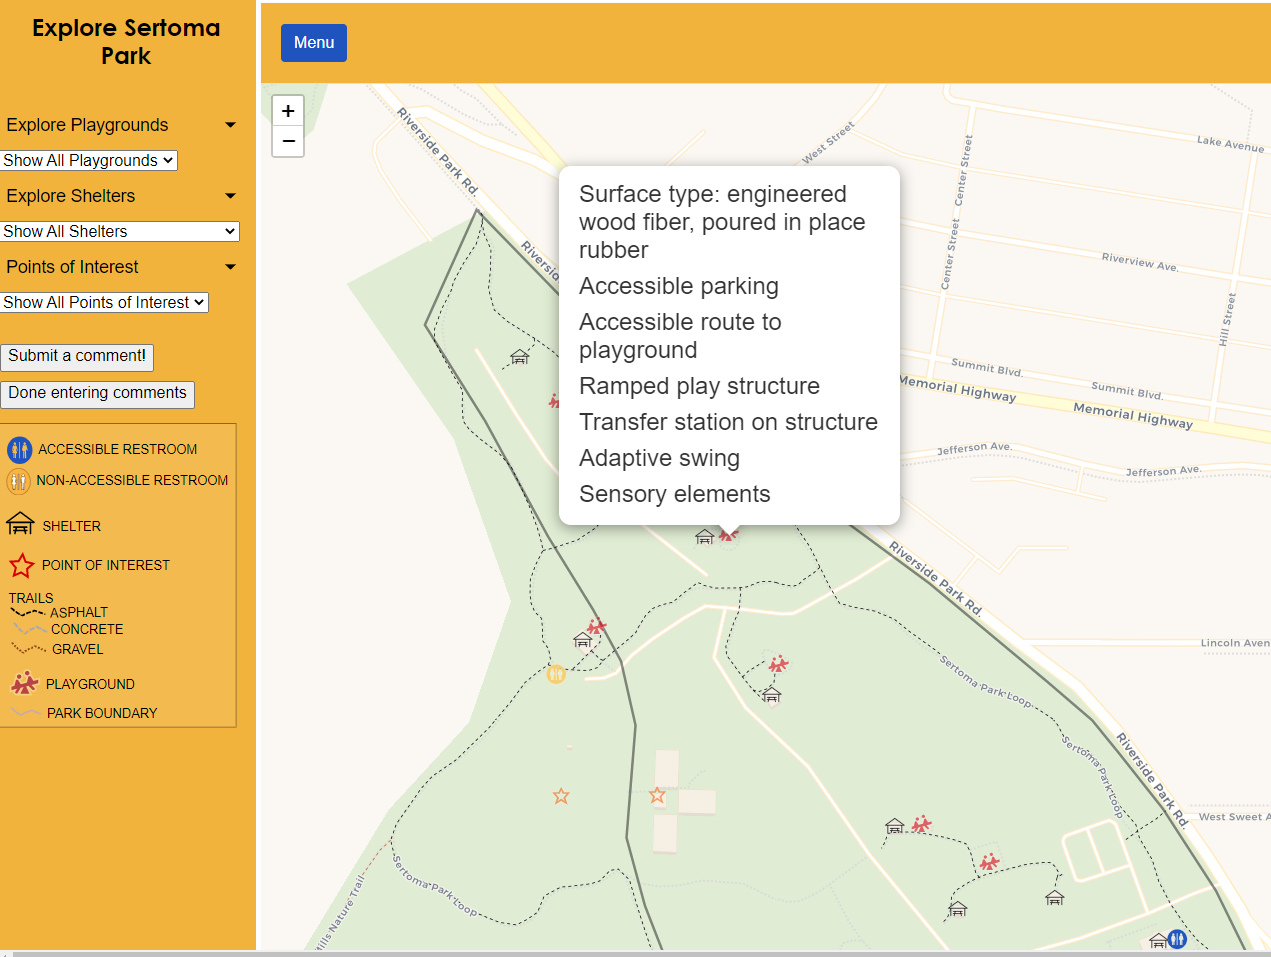 Explore Sertoma
Park
Explore Playgrounds
Show All Playgrounds
Explore Shelters
Show All Shelters
Points of Interest
Show All Points of Interest
Submit a comment!
Done entering comments
ACCESSIBLE RESTROOM
NON-ACCESSIBLE RESTROOM
SHELTER
POINT OF INTEREST
TRAILS
ASPHALT
CONCRETE
GRAVEL
PLAYGROUND
PARK BOUNDARY
Menu
+
−
Riverside Park Rd.
West Street
Center Street
Lake Avenue
Center Street
Riverview Ave.
Hill Street
Surface type: engineered
wood fiber, poured in place
rubber
Accessible parking
Accessible route to
playground
Ramped play structure
Transfer station on structure
Adaptive swing
Sensory elements
Summit Blvd.
Summit Blvd.
Memorial Highway
Memorial Highway
Jefferson Ave.
Jefferson Ave.
Riverside Park Rd.
Lincoln Aven
Sertoma Park Loop
Sertoma Park Loop
Riverside Park Rd.
West Sweet A
Sertoma Park Loop
Mills Nature Trail